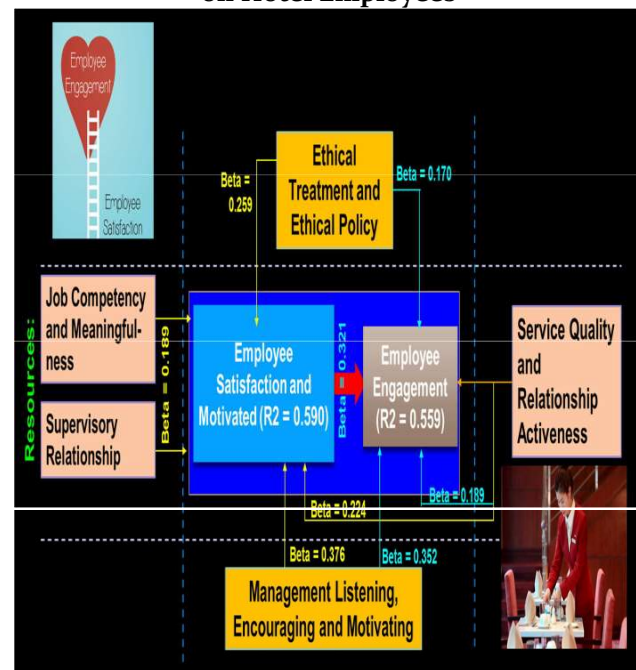 Employee
Engagement
Employee
Satisfaction
Ethical
Treatment and
Ethical Policy
Beta =
0.259
Beta = 0.170
Resources:
Job Competency
and Meaningful-
ness
Supervisory
Relationship
Beta = 0.189
Employee
Satisfaction and
Motivated (R2 = 0.590)
Beta = 0.321
Employee
Engagement
(R2 = 0.559)
Service Quality
and
Relationship
Activeness
Beta = 0.189
Beta = 0.224
Beta = 0.376
Beta = 0.352
Management Listening,
Encouraging and Motivating